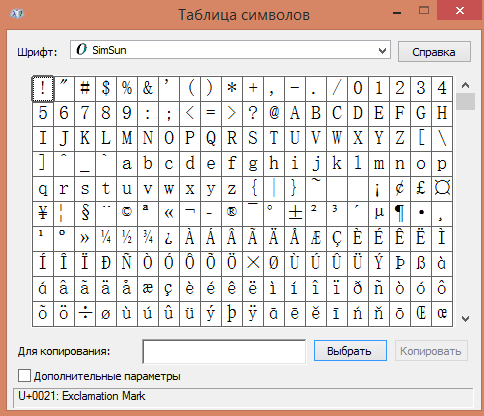 Таблица символов
Шрифт: O SimSun Справка
! " # $ % & ' ( ) * + , - . / 0 1 2 3 4
5 6 7 8 9 : ; < = > ? @ A B C D E F G H
I J K L M N O P Q R S T U V W X Y Z [ \
] ^ _ ` a b c d e f g h i j k l m n o p
q r s t u v w x y z { | } ~ ¡ ¢ £ ¤
¥ ¦ § ¨ © ª « ¬ - ® ¯ ° ± ² ³ ´ µ ¶ • ¸
¹ º » ¼ ½ ¾ ¿ À Á Â Ã Ä Å Æ Ç È É Ê Ë Ì
Í Î Ï Ð Ñ Ò Ó Ô Õ Ö × Ø Ù Ú Û Ü Ý Þ ß à
á â ã ä å æ ç è é ê ë ì í î ï ð ñ ò ó ô
õ ö ÷ ø ù ú û ü ý þ ÿ ā ē ě ī ń ň ō Œ œ
Для копирования: Выбрать Копировать
Дополнительные параметры
U+0021: Exclamation Mark